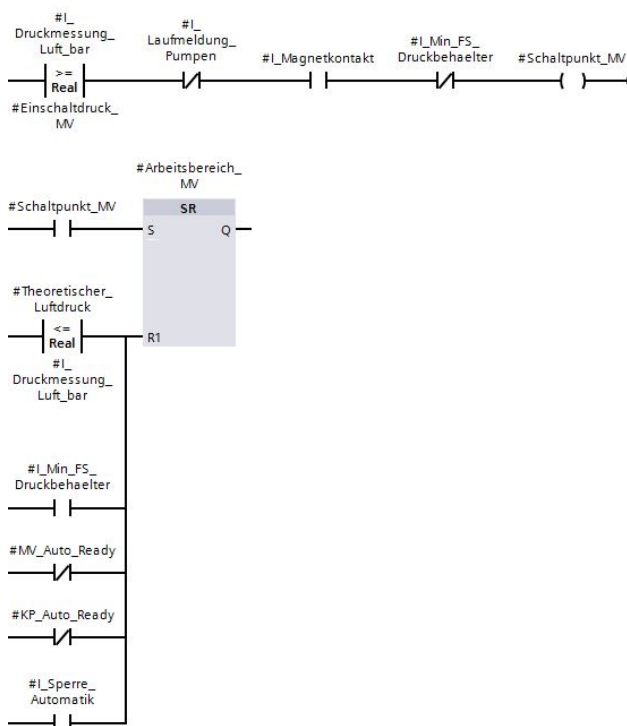 #I_
Druckmessung_
Luft_bar
>=
Real
#Einschaltdruck_
MV
#I_
Laufmeldung_
Pumpen
#I_Magnetkontakt
#I_Min_FS_
Druckbehaelter
#Schaltpunkt_MV
#Arbeitsbereich_
MV
SR
#Schaltpunkt_MV
S
Q
#Theoretischer_
Luftdruck
<=
Real
#I_
Druckmessung_
Luft_bar
R1
#I_Min_FS_
Druckbehaelter
#MV_Auto_Ready
#KP_Auto_Ready
#I_Sperre_
Automatik